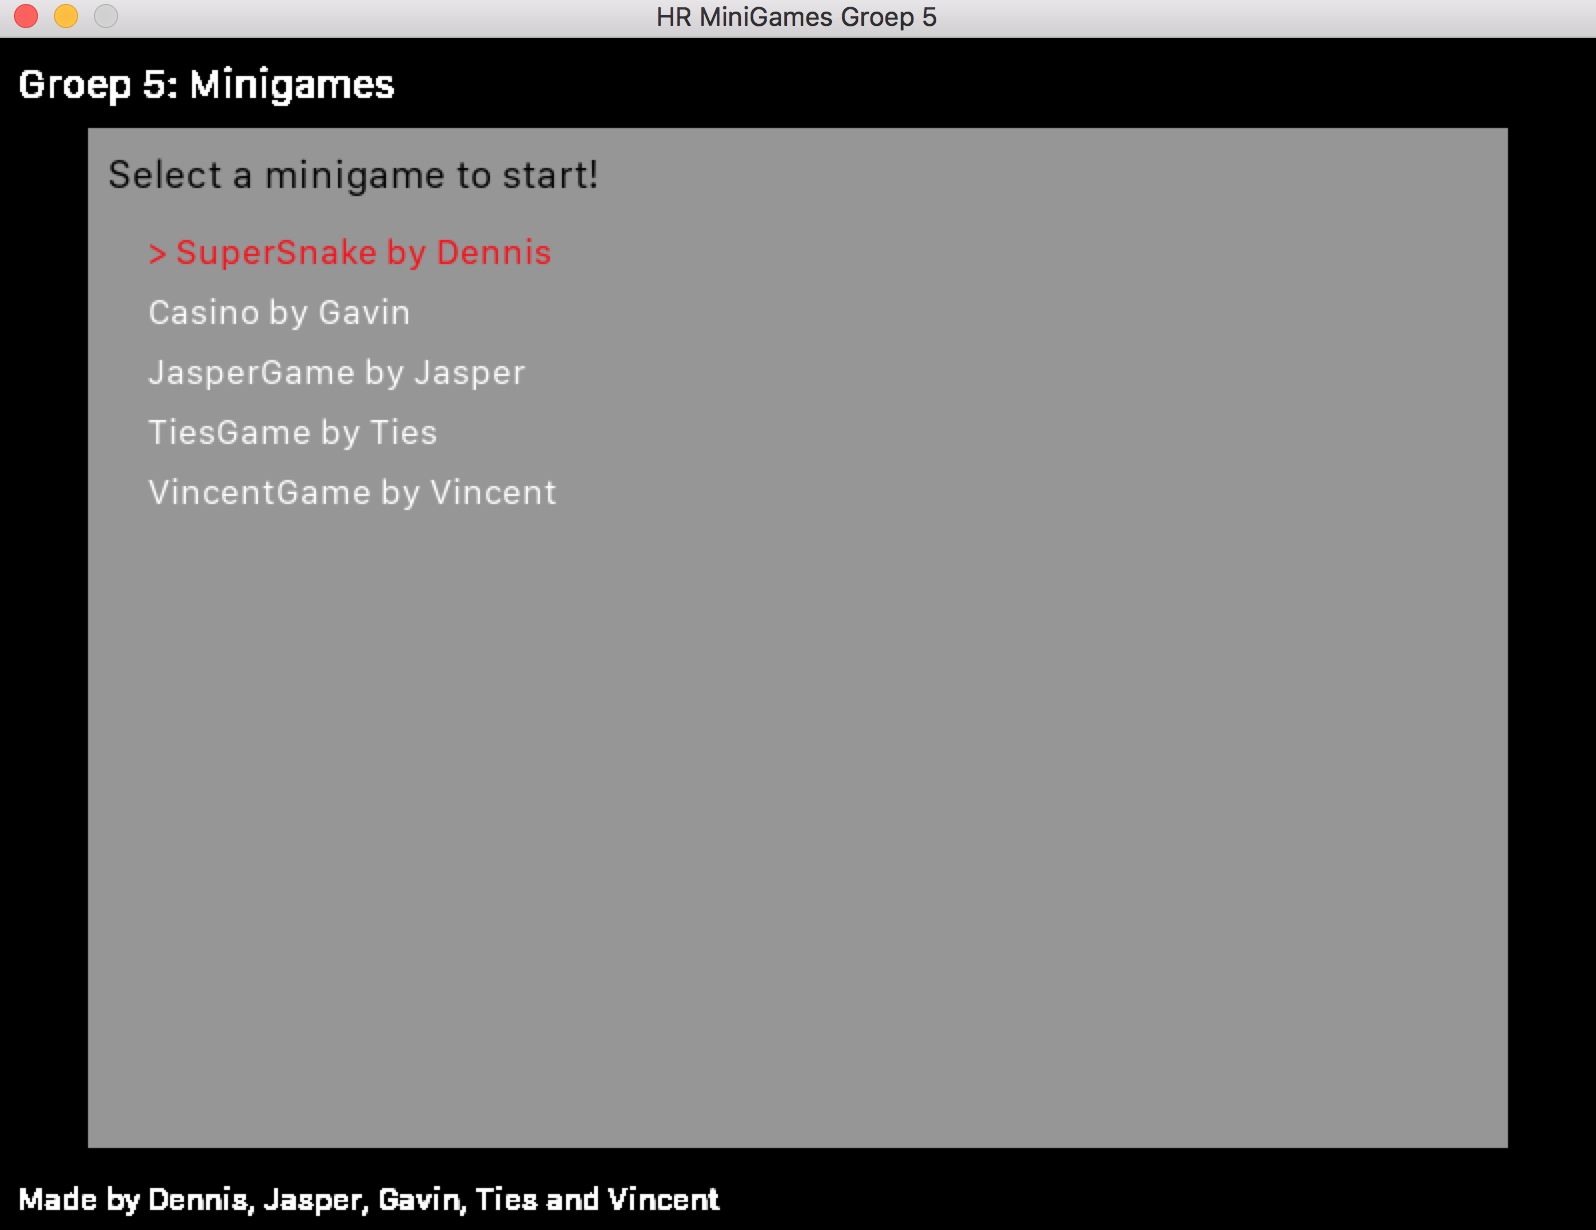 HR MiniGames Groep 5
Groep 5: Minigames
Select a minigame to start!
> SuperSnake by Dennis
Casino by Gavin
JasperGame by Jasper
TiesGame by Ties
VincentGame by Vincent
Made by Dennis, Jasper, Gavin, Ties and Vincent